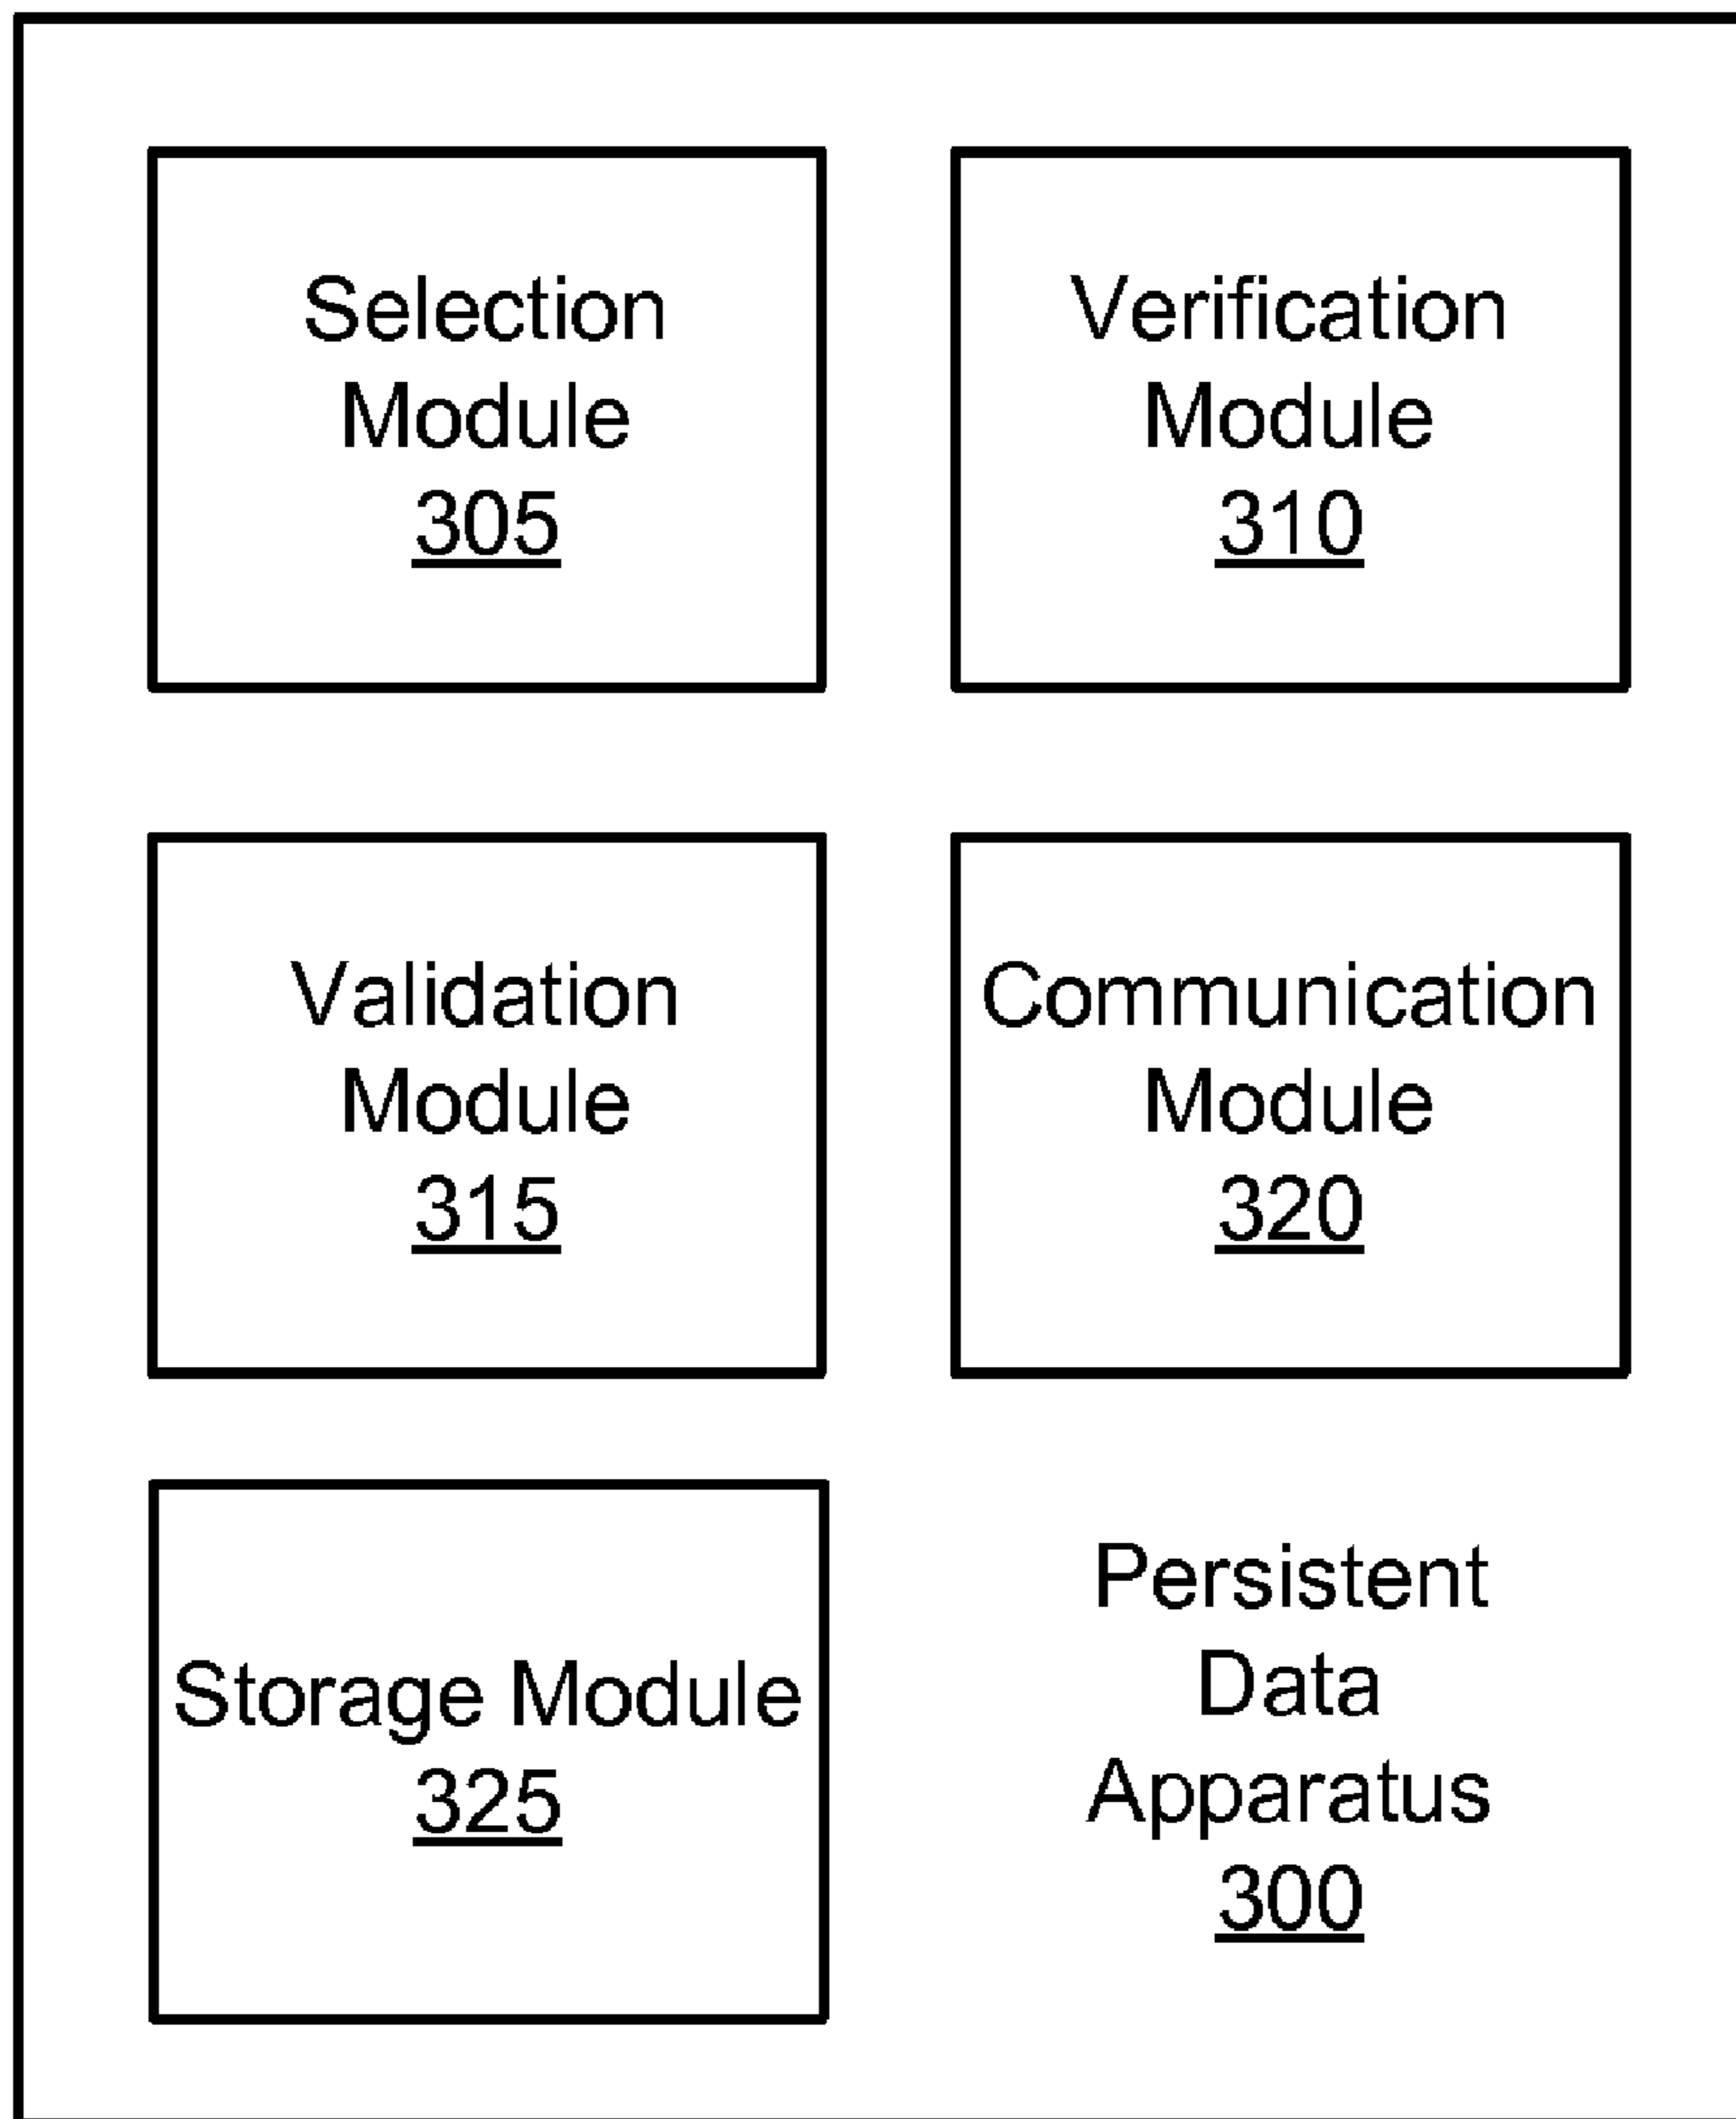 Selection
Module
305
Verification
Module
310
Validation
Module
315
Communication
Module
320
Storage Module
325
Persistent
Data
Apparatus
300